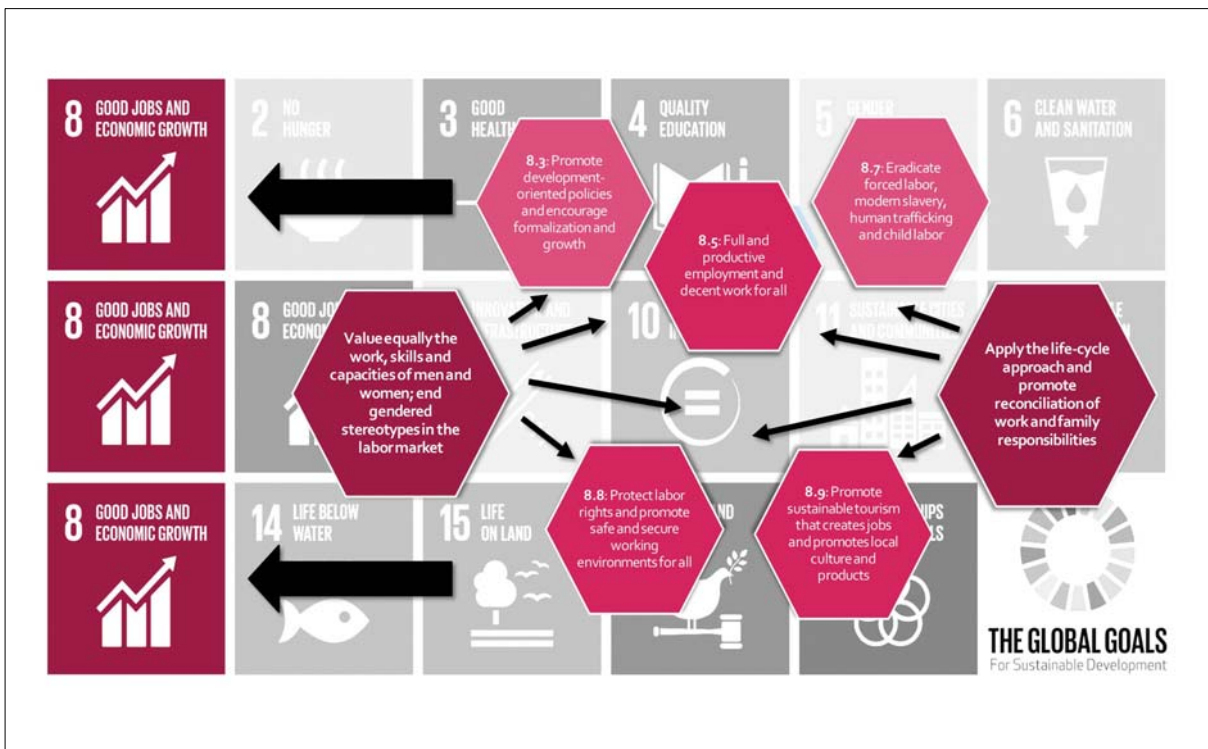 8 GOOD JOBS AND
ECONOMIC GROWTH
2 NO
HUNGER
3 GOOD
HEALTH
4 QUALITY
EDUCATION
5 GENDER
6 CLEAN WATER
AND SANITATION
8.3: Promote
development-
oriented policies
and encourage
formalization and
growth
8.5: Full and
productive
employment and
decent work for all
8.7: Eradicate
forced labor,
modern slavery,
human trafficking
and child labor
8 GOOD JOBS AND
ECONOMIC GROWTH
8 GOOD
Value equally the
work, skills and
capacities of men and
women; end
gendered
stereotypes in the
labor market
10
11 SUSTAINABLE CITIES
AND COMMUNITIES
Apply the life-cycle
approach and
promote
reconciliation of
work and family
responsibilities
8 GOOD JOBS AND
ECONOMIC GROWTH
14 LIFE BELOW
WATER
15 LIFE
ON LAND
8.8: Protect labor
rights and promote
safe and secure
working
environments for all
8.9: Promote
sustainable tourism
that creates jobs
and promotes local
culture and
products
THE GLOBAL GOALS
For Sustainable Development